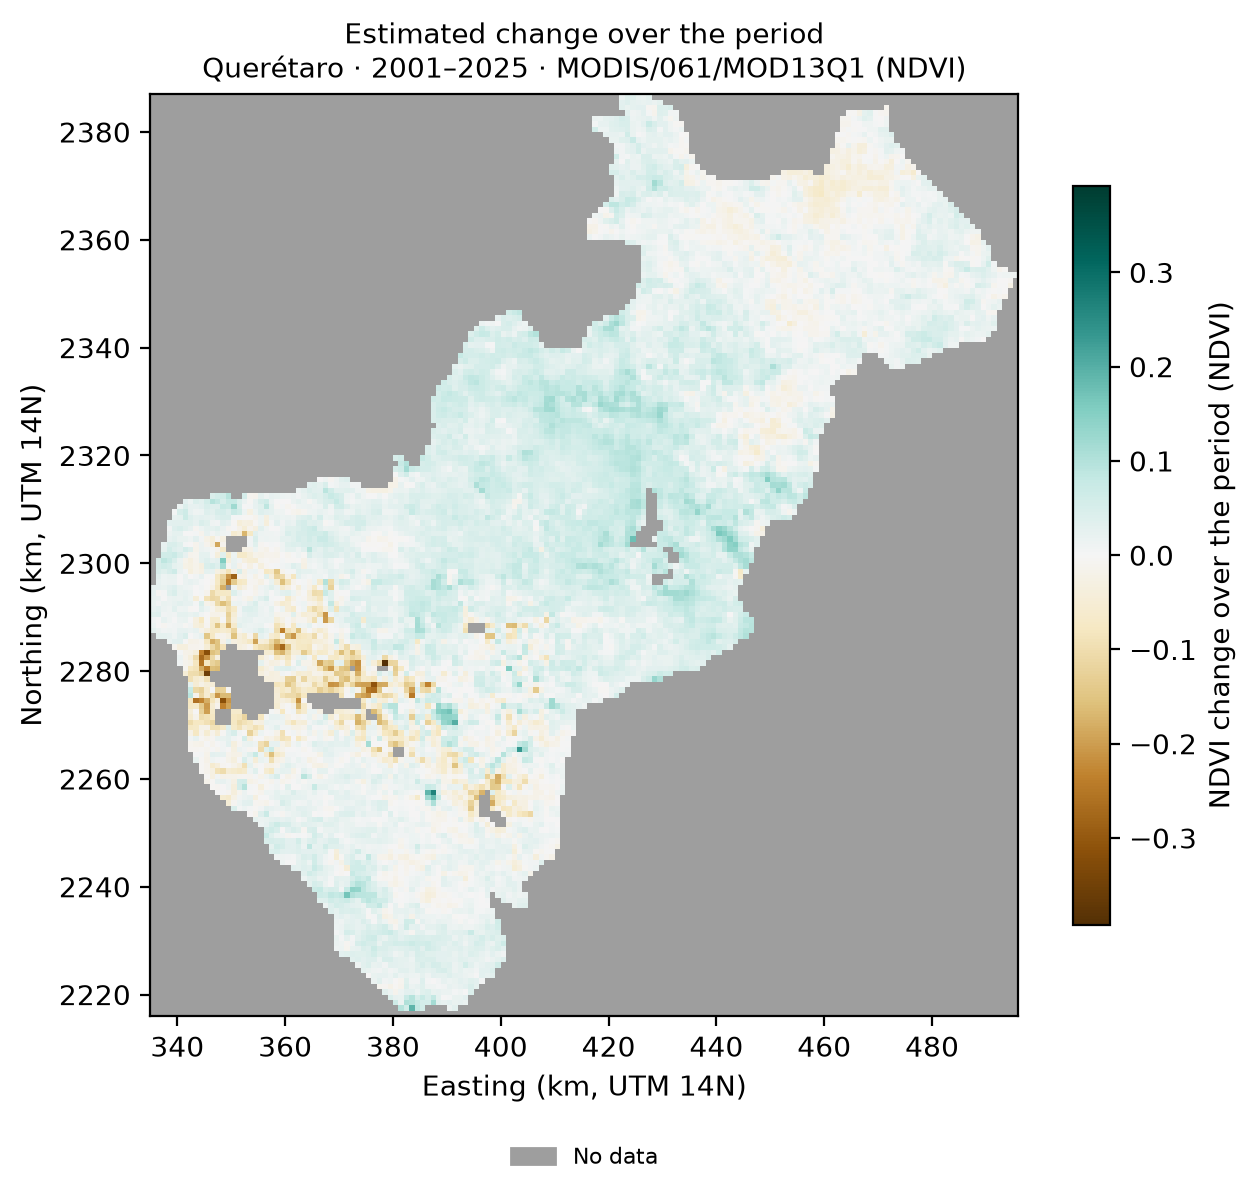 Estimated change over the period
Querétaro · 2001–2025 · MODIS/061/MOD13Q1 (NDVI)
2380
2360
2340
2320
2300
2280
2260
2240
2220
Northing (km, UTM 14N)
340 360 380 400 420 440 460 480
Easting (km, UTM 14N)
0.3
0.2
0.1
0.0
−0.1
−0.2
−0.3
NDVI change over the period (NDVI)
No data